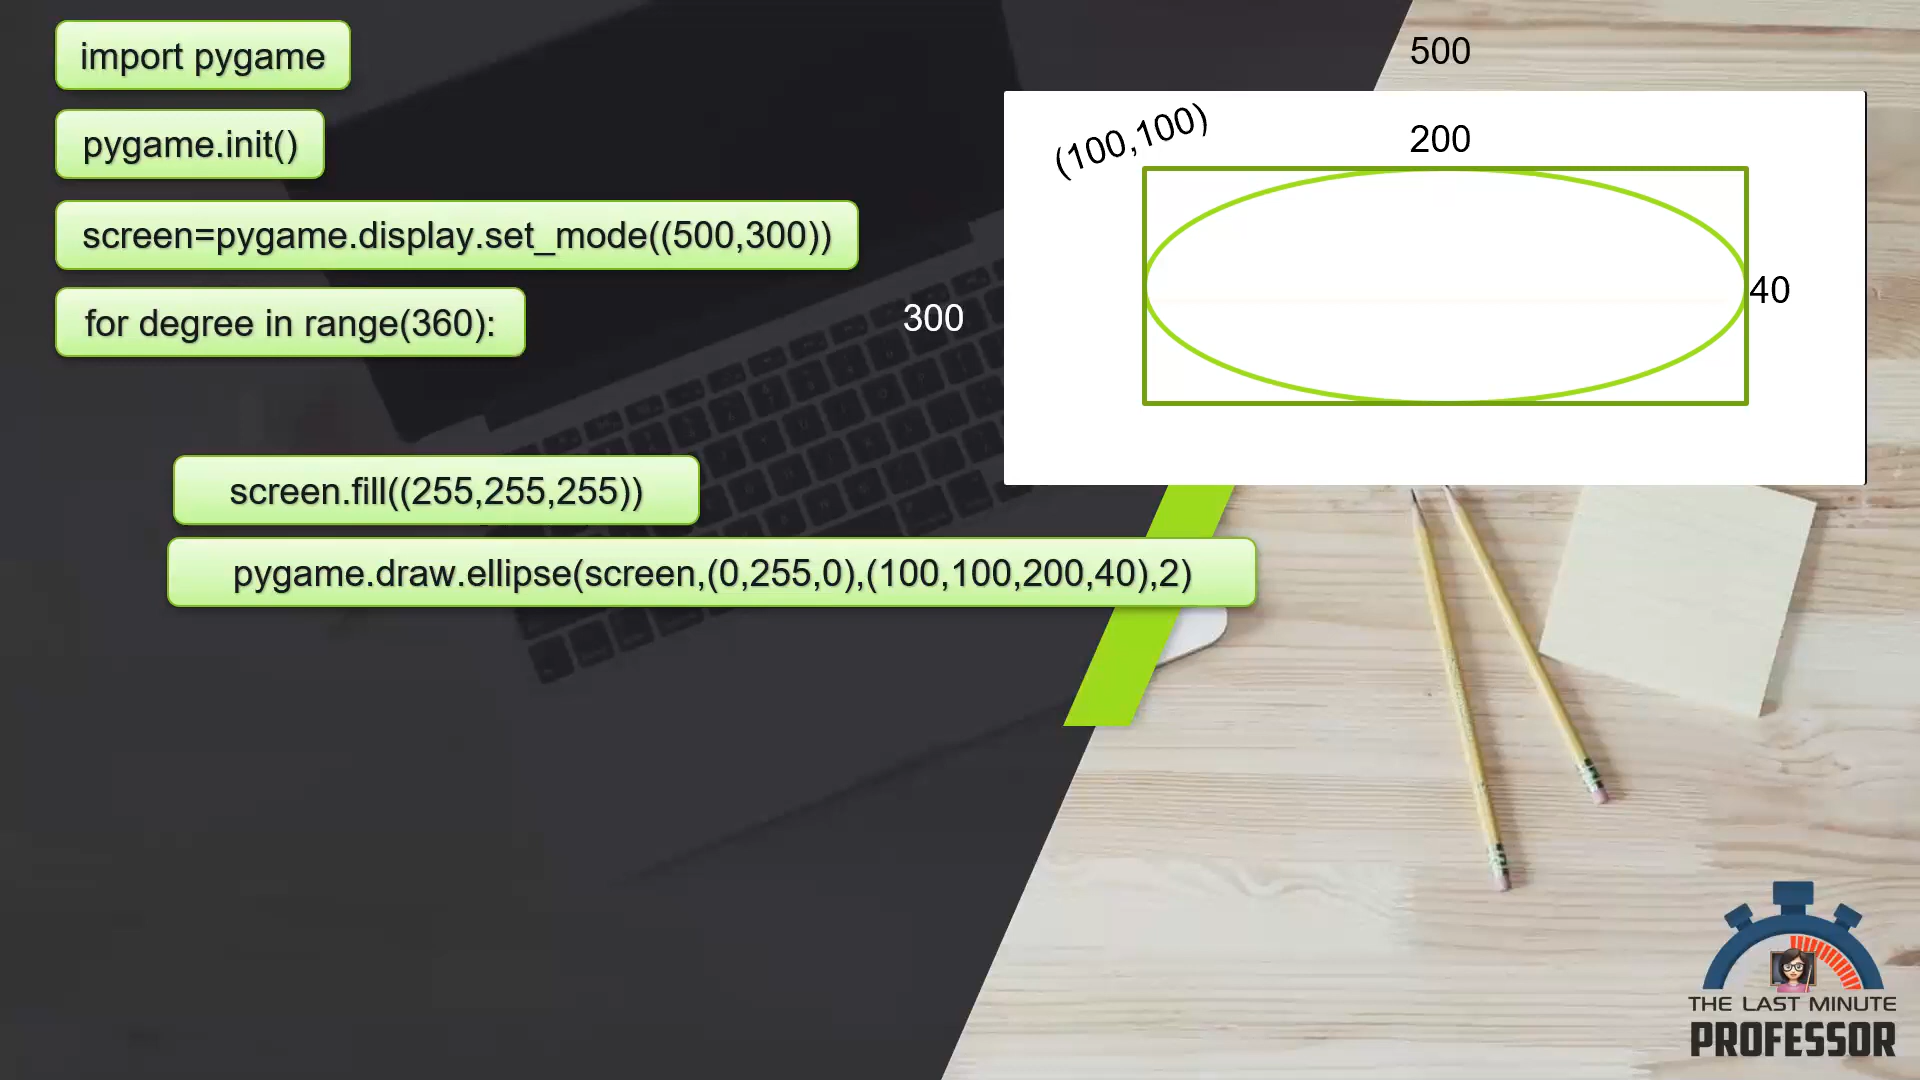 import pygame
pygame.init()
screen=pygame.display.set_mode((500,300))
for degree in range(360):
screen.fill((255,255,255))
pygame.draw.ellipse(screen,(0,255,0),(100,100,200,40),2)
500
(100,100)
200
300
40
THE LAST MINUTE
PROFESSOR